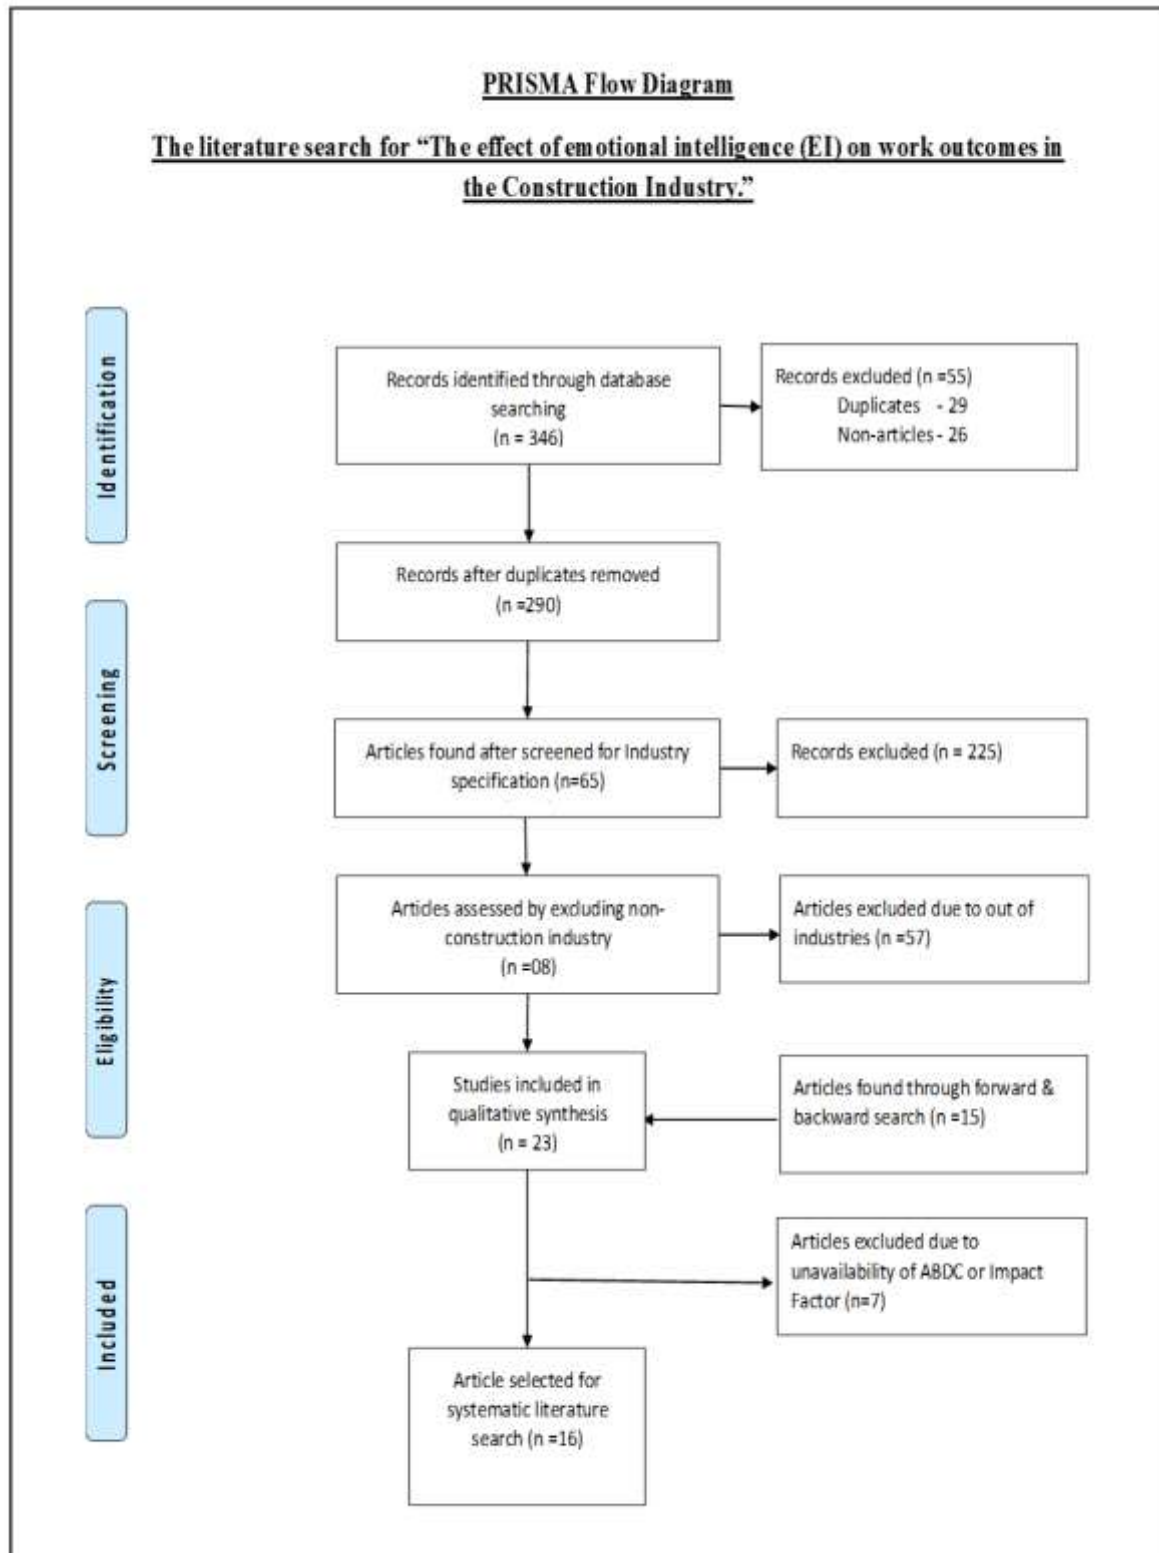 PRISMA Flow Diagram
The literature search for “The effect of emotional intelligence (EI) on work outcomes in
the Construction Industry.”
Identification
Records identified through database
searching
(n = 346)
Records excluded (n =55)
Duplicates - 29
Non-articles - 26
Records after duplicates removed
(n =290)
Screening
Articles found after screened for Industry
specification (n=65)
Records excluded (n = 225)
Eligibility
Articles assessed by excluding non-
construction industry
(n =08)
Articles excluded due to out of
industries (n =57)
Studies included in
qualitative synthesis
(n = 23)
Articles found through forward &
backward search (n =15)
Included
Articles excluded due to
unavailability of ABDC or Impact
Factor (n=7)
Article selected for
systematic literature
search (n =16)